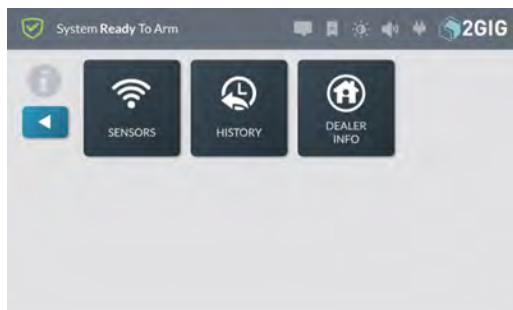 System Ready To Arm
2GIG
SENSORS
HISTORY
DEALER
INFO